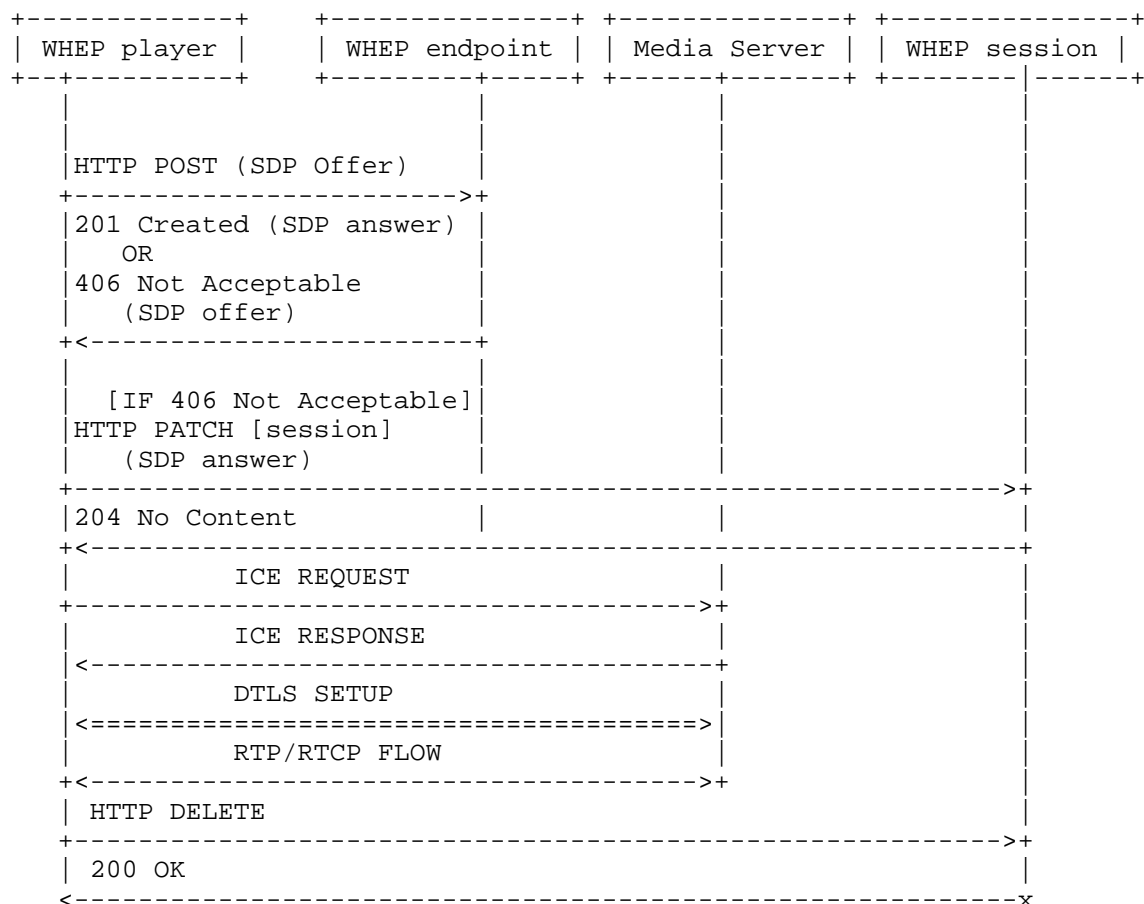 WHEP player WHEP endpoint Media Server WHEP session
HTTP POST (SDP Offer)
201 Created (SDP answer)
OR
406 Not Acceptable
(SDP offer)
[IF 406 Not Acceptable]
HTTP PATCH [session]
(SDP answer)
204 No Content
ICE REQUEST
ICE RESPONSE
DTLS SETUP
RTP/RTCP FLOW
HTTP DELETE
200 OK
x